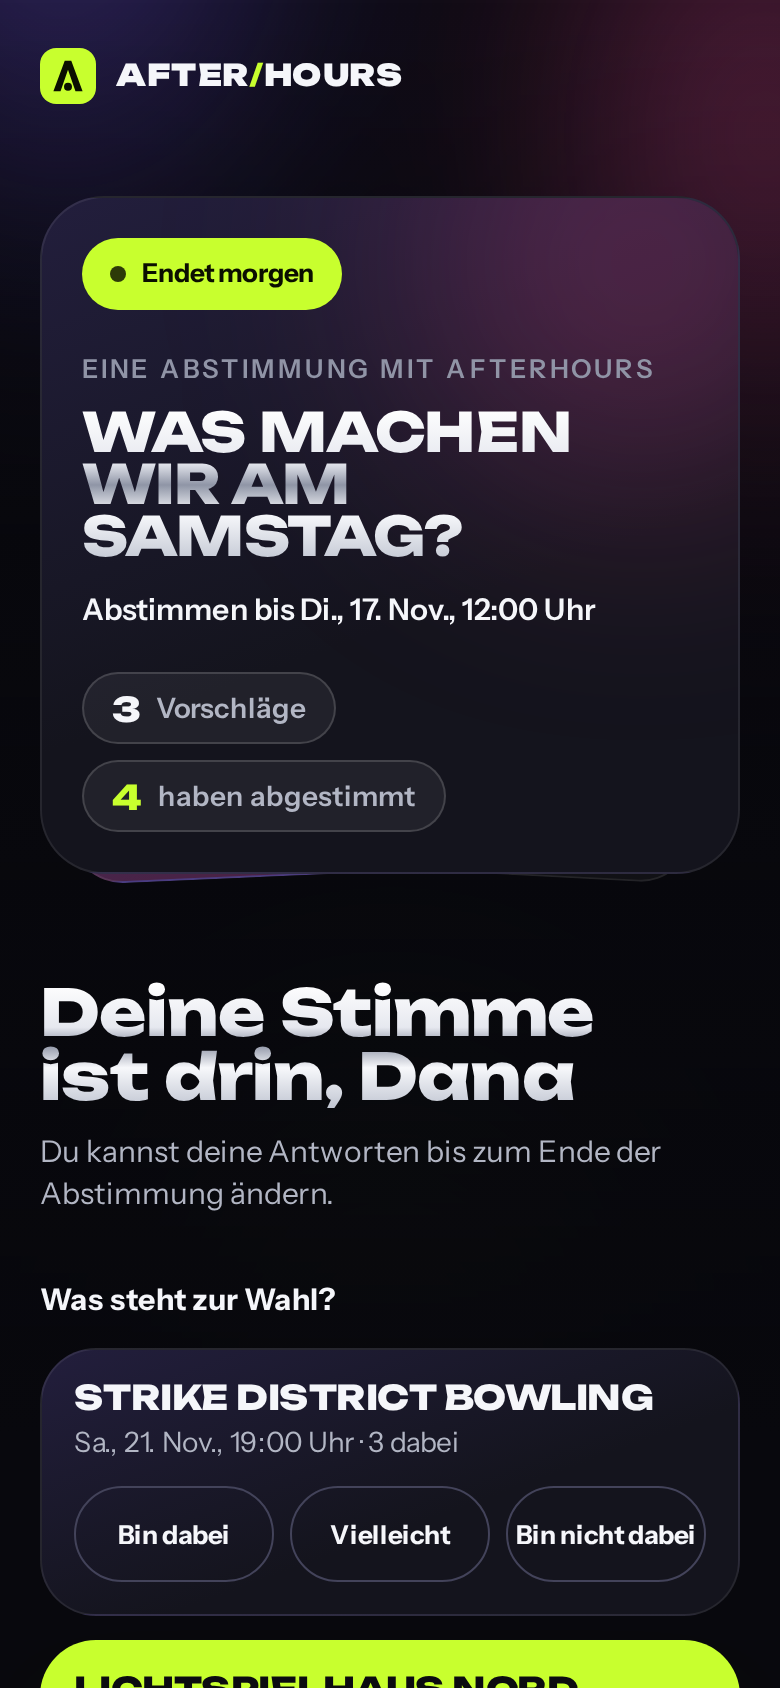 AFTER/HOURS
Endet morgen
EINE ABSTIMMUNG MIT AFTERHOURS
WAS MACHEN
WIR AM
SAMSTAG?
Abstimmen bis Di., 17. Nov., 12:00 Uhr
3 Vorschläge
4 haben abgestimmt
Deine Stimme
ist drin, Dana
Du kannst deine Antworten bis zum Ende der
Abstimmung ändern.
Was steht zur Wahl?
STRIKE DISTRICT BOWLING
Sa., 21. Nov., 19:00 Uhr · 3 dabei
Bin dabei
Vielleicht
Bin nicht dabei
LICHTSPIELHAUS NORD